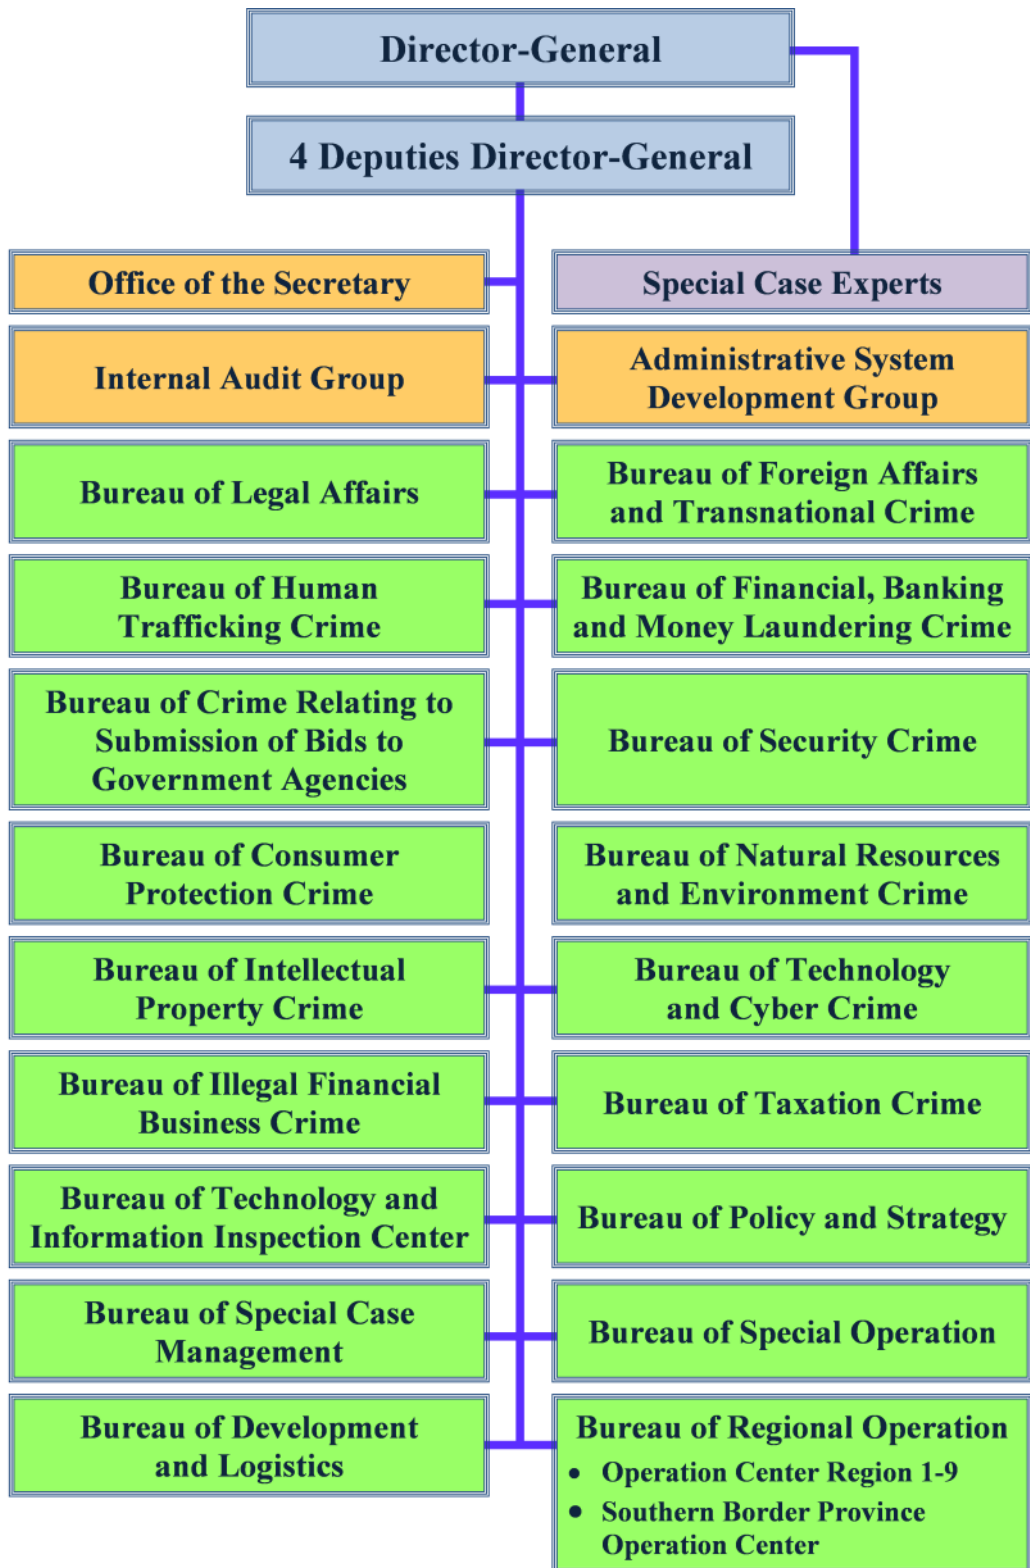 Director-General
4 Deputies Director-General
Office of the Secretary
Special Case Experts
Internal Audit Group
Administrative System
Development Group
Bureau of Legal Affairs
Bureau of Foreign Affairs
and Transnational Crime
Bureau of Human
Trafficking Crime
Bureau of Financial, Banking
and Money Laundering Crime
Bureau of Crime Relating to
Submission of Bids to
Government Agencies
Bureau of Security Crime
Bureau of Consumer
Protection Crime
Bureau of Natural Resources
and Environment Crime
Bureau of Intellectual
Property Crime
Bureau of Technology
and Cyber Crime
Bureau of Illegal Financial
Business Crime
Bureau of Taxation Crime
Bureau of Technology and
Information Inspection Center
Bureau of Policy and Strategy
Bureau of Special Case
Management
Bureau of Special Operation
Bureau of Development
and Logistics
Bureau of Regional Operation
• Operation Center Region 1-9
• Southern Border Province
Operation Center